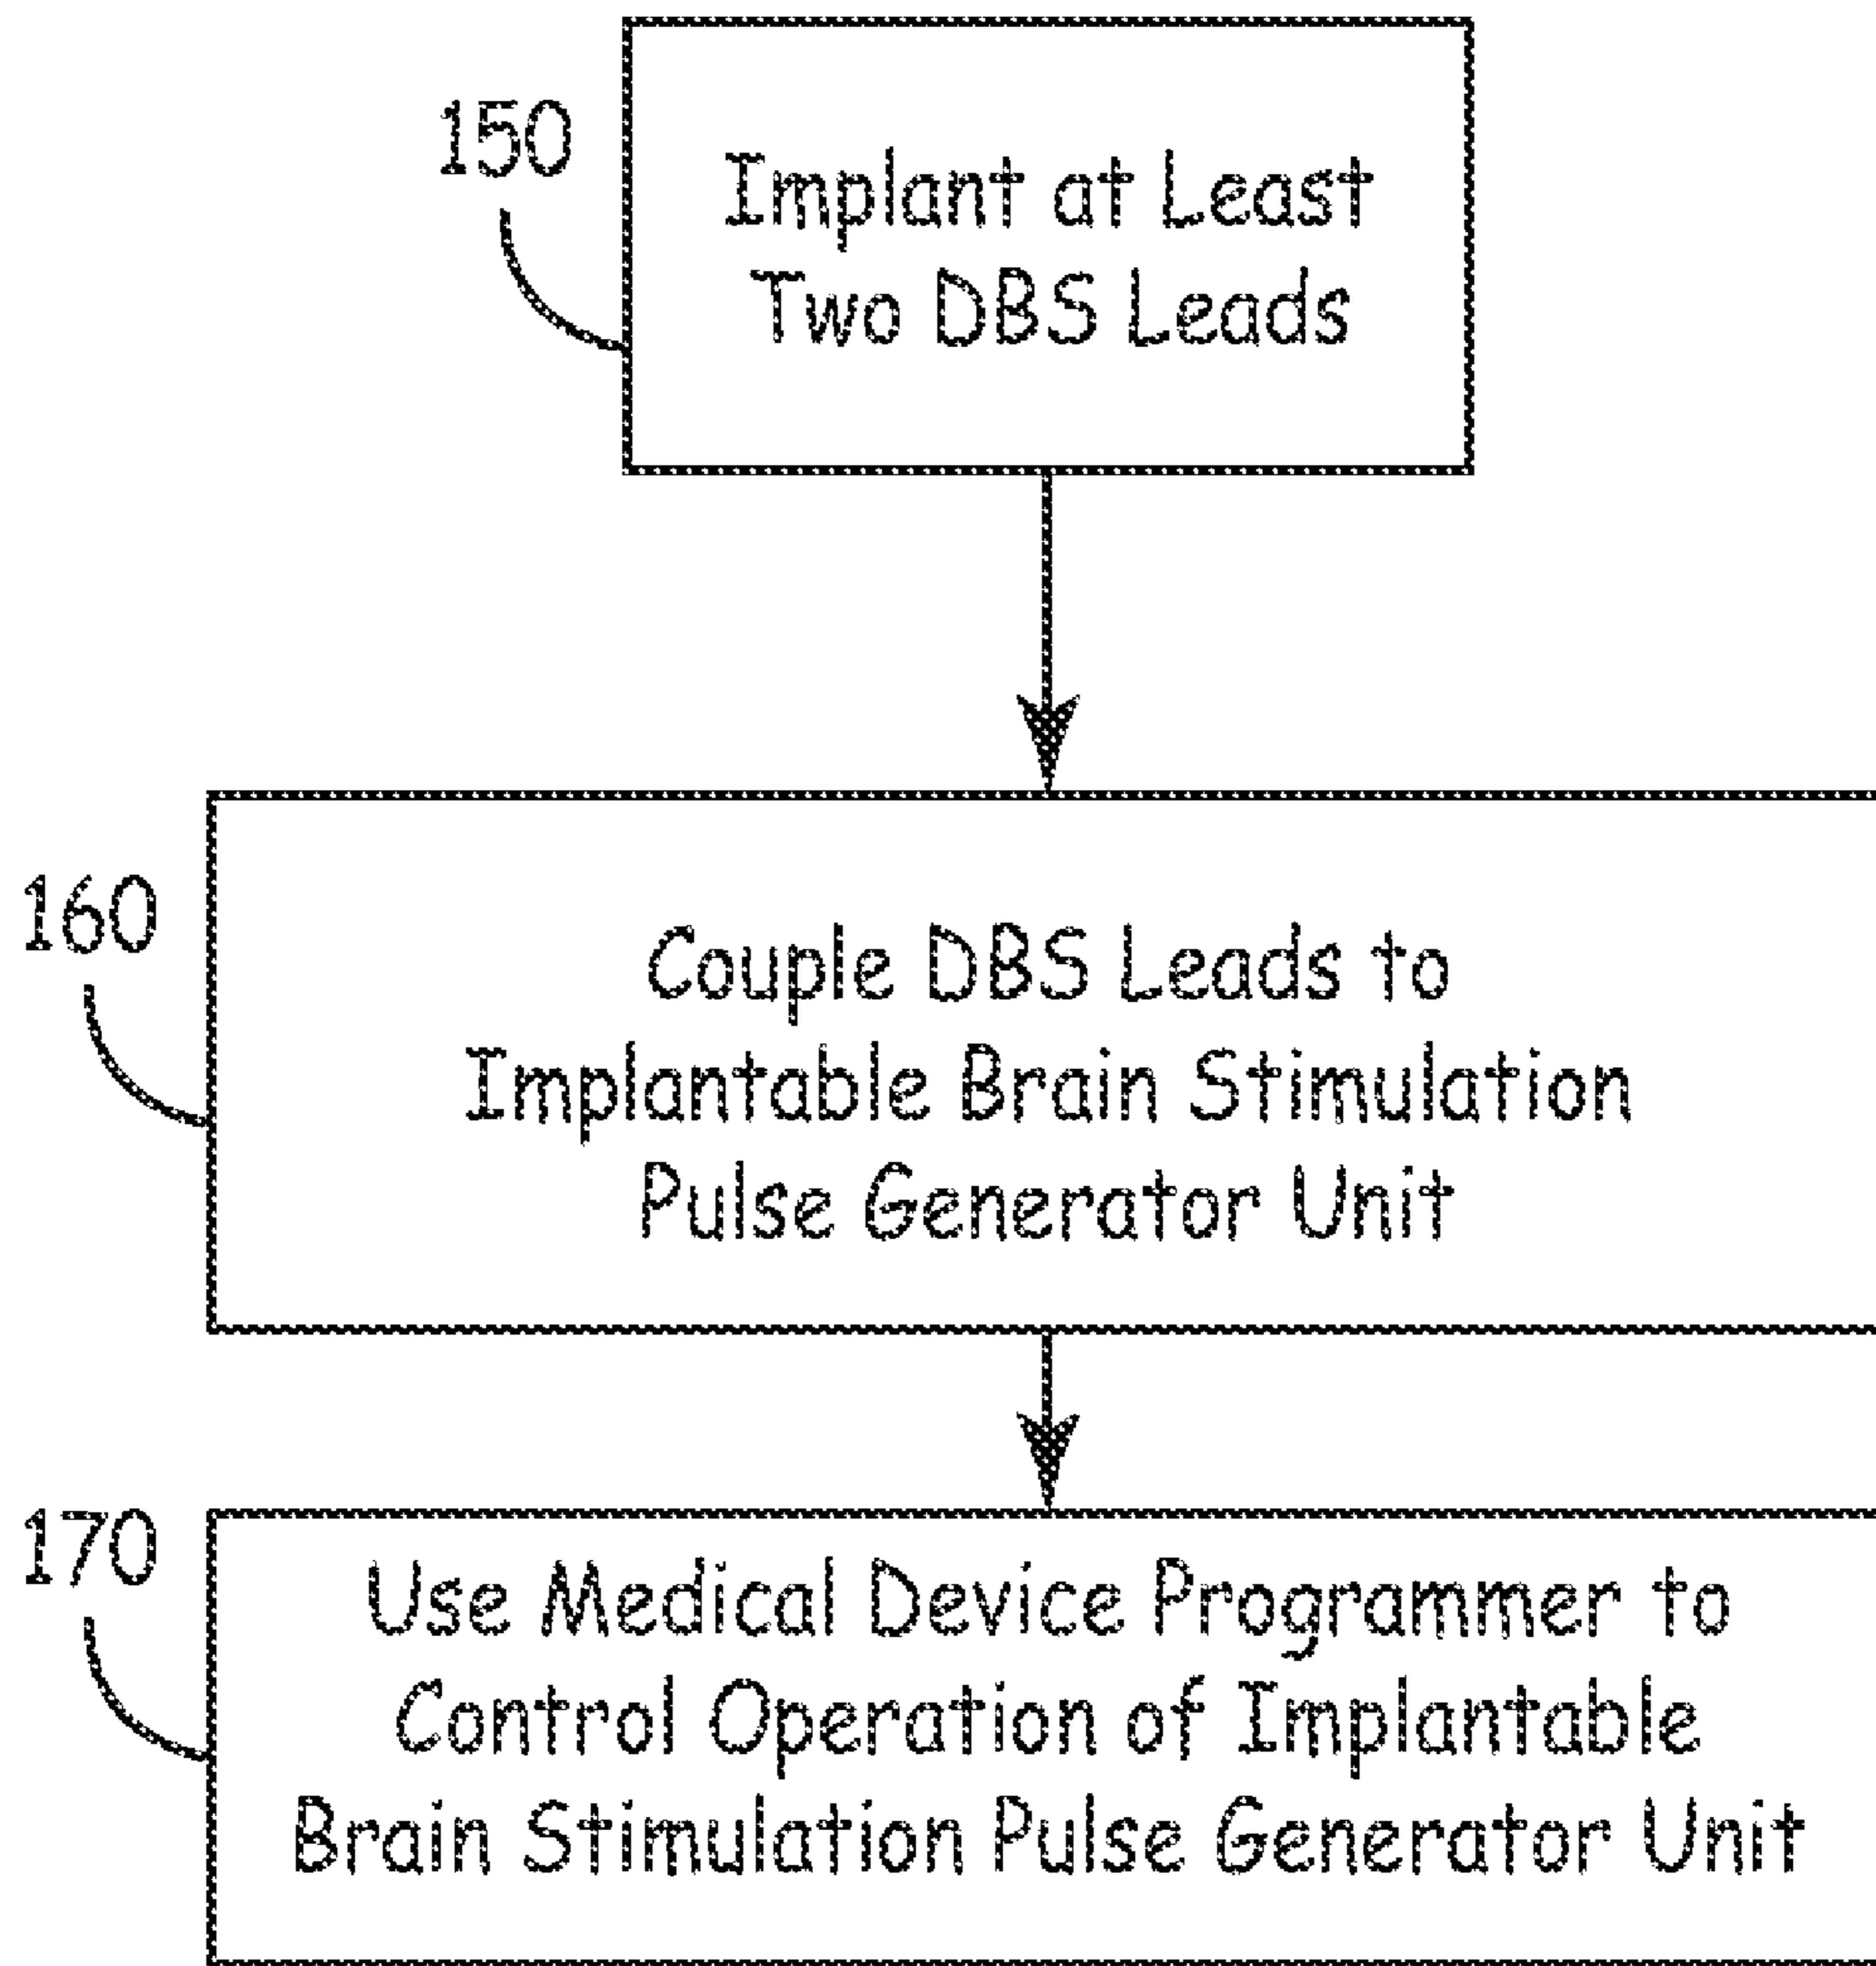 150
Implant at Least
Two DBS Leads
160
Couple DBS Leads to
Implantable Brain Stimulation
Pulse Generator Unit
170
Use Medical Device Programmer to
Control Operation of Implantable
Brain Stimulation Pulse Generator Unit